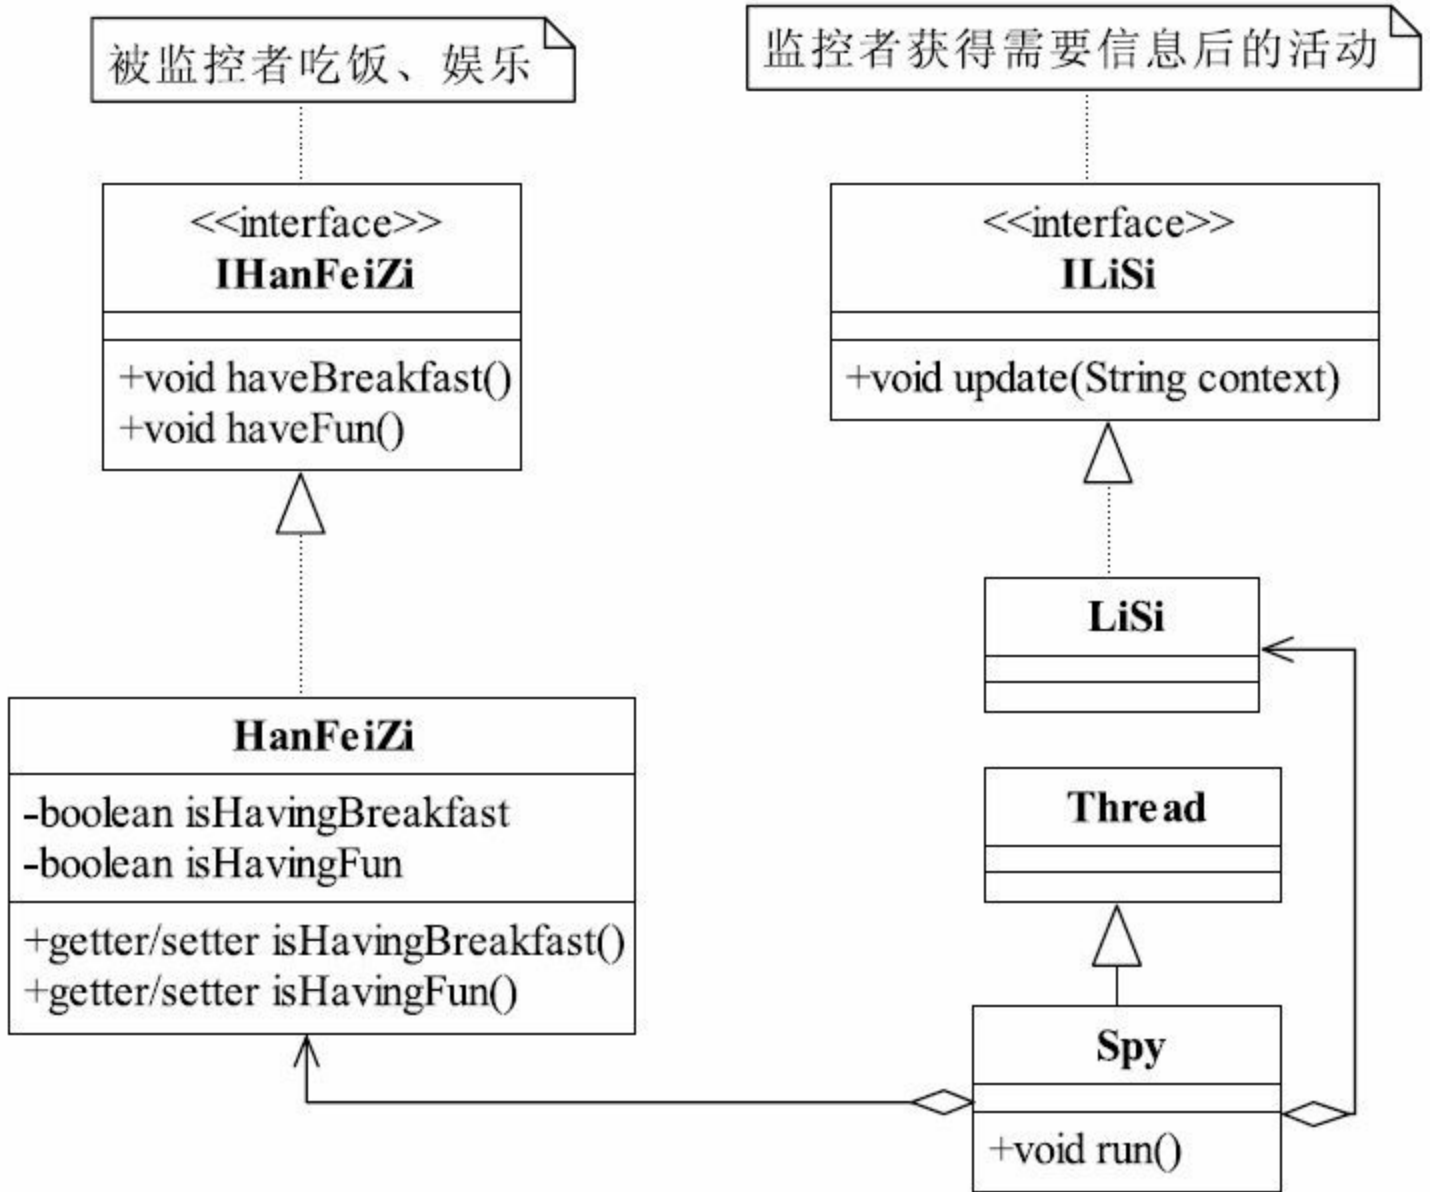 被监控者吃饭、娱乐
<<interface>>
IHanFeiZi
+void haveBreakfast()
+void haveFun()
HanFeiZi
-boolean isHavingBreakfast
-boolean isHavingFun
+getter/setter isHavingBreakfast()
+getter/setter isHavingFun()
监控者获得需要信息后的活动
<<interface>>
ILiSi
+void update(String context)
LiSi
Thread
Spy
+void run()